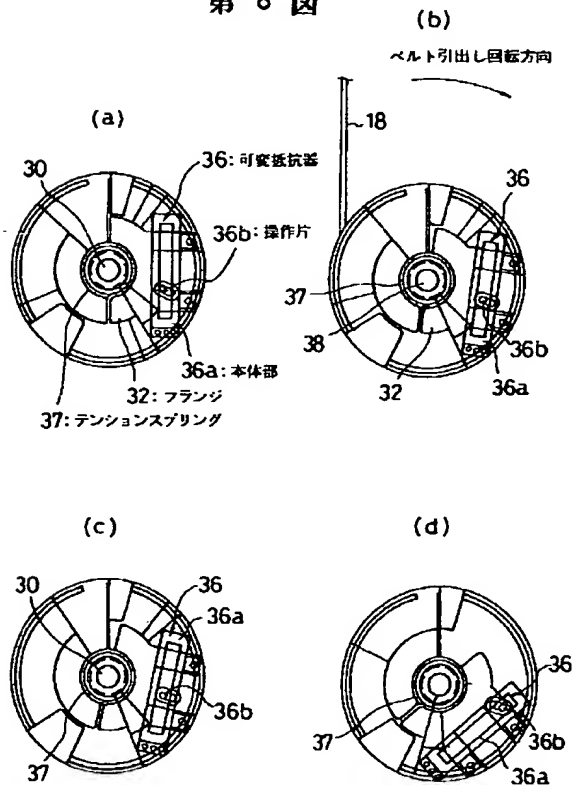 第 図
(a)
30
36:可変抵抗器
36b:操作片
36a:本体部
32:フランジ
37:テンションスプリング
(b)
ベルト引出し回転方向
18
36
37
38
36b
32
36a
(c)
30
36
36a
36b
37
(d)
36
37
36b
36a